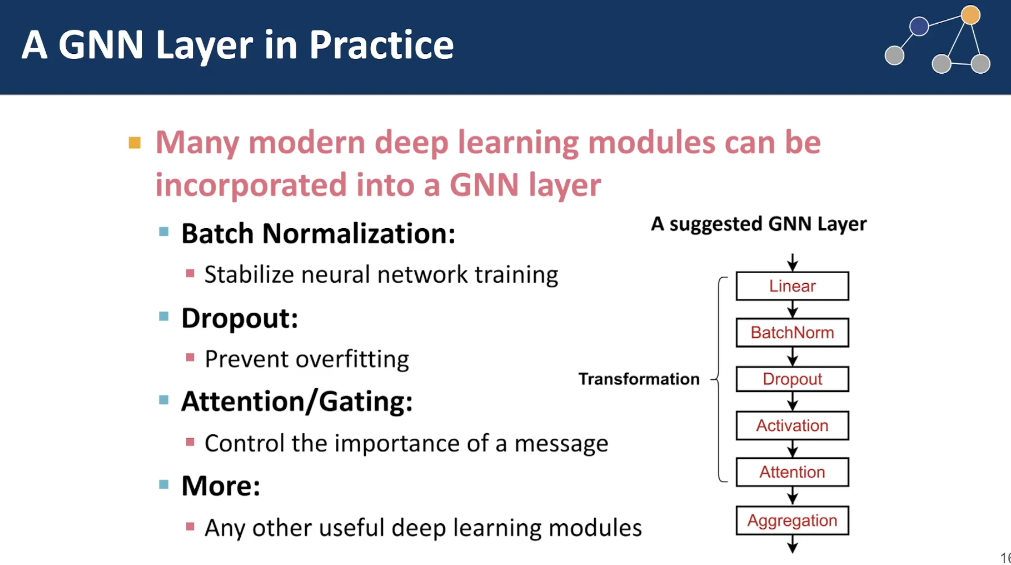 A GNN Layer in Practice
Many modern deep learning modules can be
incorporated into a GNN layer
Batch Normalization:
Stabilize neural network training
Dropout:
Prevent overfitting
Attention/Gating:
Control the importance of a message
More:
Any other useful deep learning modules
A suggested GNN Layer
Linear
BatchNorm
Dropout
Activation
Attention
Aggregation
Transformation
16